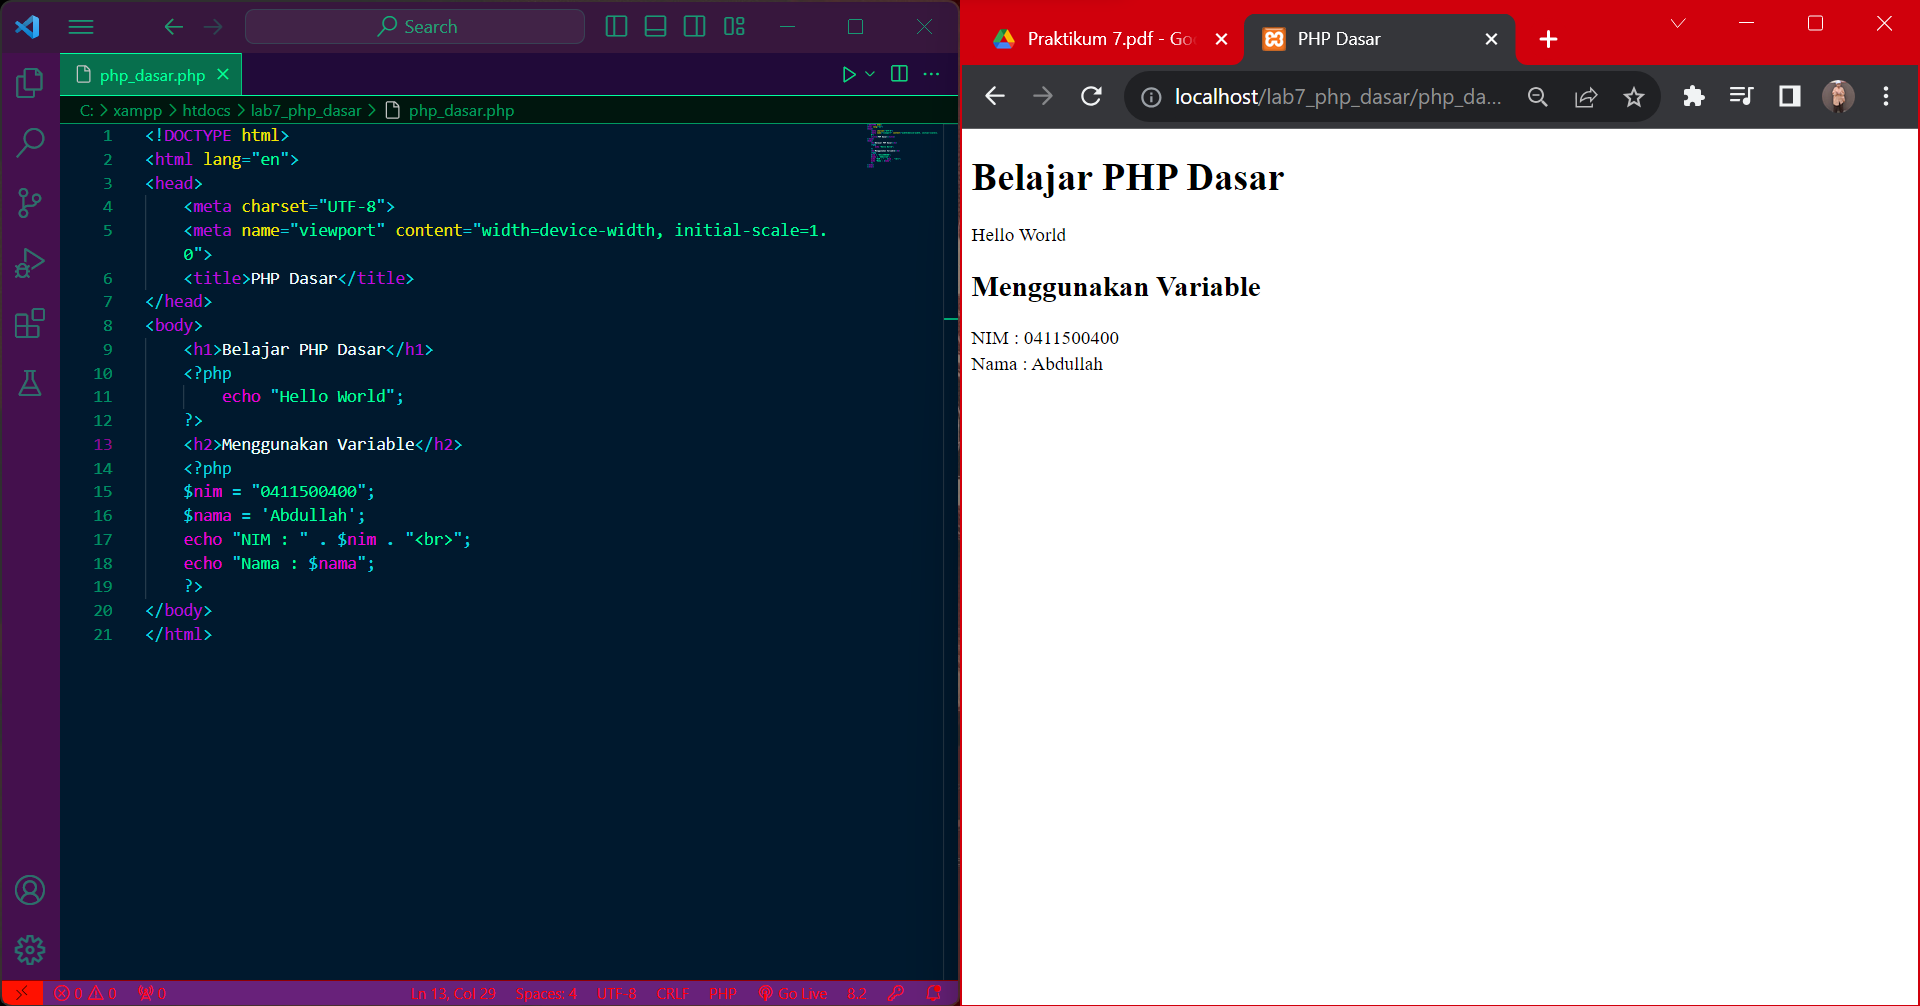 Search
php_dasar.php
C: > xampp > htdocs > lab7_php_dasar > php_dasar.php
1 <!DOCTYPE html>
2 <html lang="en">
3 <head>
4 <meta charset="UTF-8">
5 <meta name="viewport" content="width=device-width, initial-scale=1.
0">
6 <title>PHP Dasar</title>
7 </head>
8 <body>
9 <h1>Belajar PHP Dasar</h1>
10 <?php
11 echo "Hello World";
12 ?>
13 <h2>Menggunakan Variable</h2>
14 <?php
15 $nim = "0411500400";
16 $nama = 'Abdullah';
17 echo "NIM : " . $nim . "<br>";
18 echo "Nama : $nama";
19 ?>
20 </body>
21 </html>
0 0 0 Ln 13, Col 29 Spaces: 4 UTF-8 CRLF PHP Go Live 8.2
Praktikum 7.pdf - Go
PHP Dasar
localhost/lab7_php_dasar/php_da...
Belajar PHP Dasar
Hello World
Menggunakan Variable
NIM : 0411500400
Nama : Abdullah